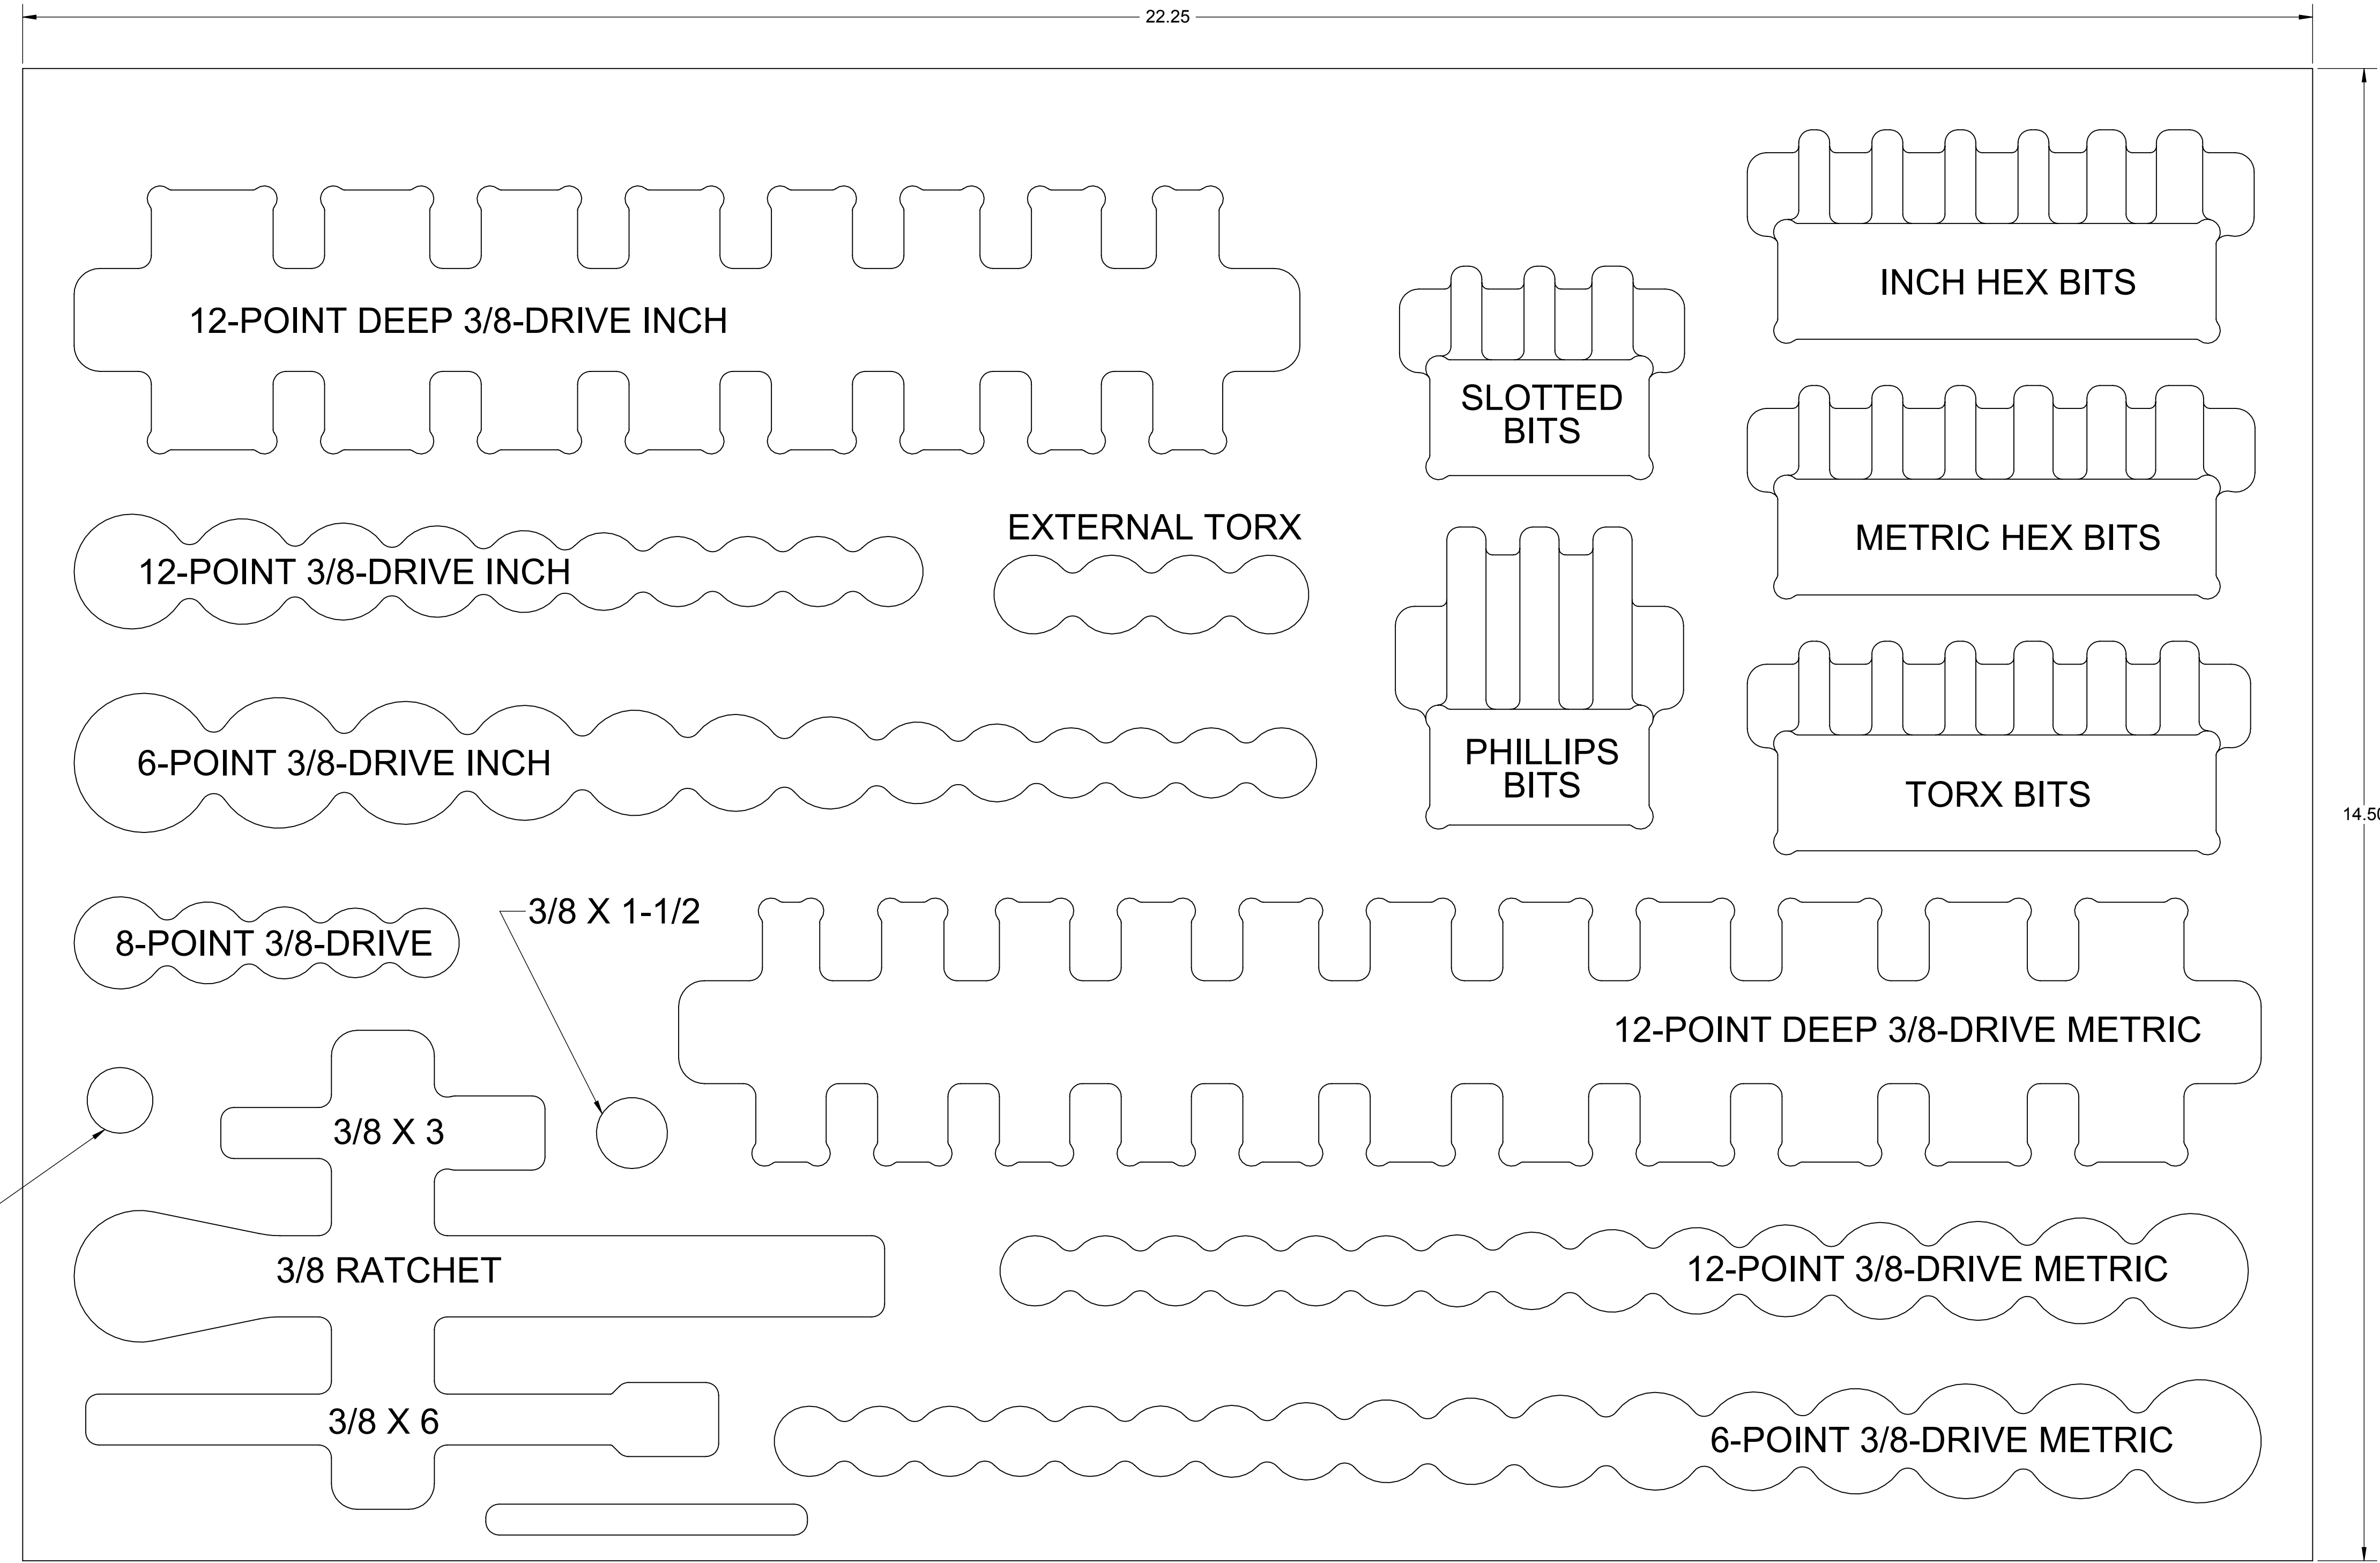 22.25
INCH HEX BITS
12-POINT DEEP 3/8-DRIVE INCH
SLOTTED
BITS
EXTERNAL TORX
METRIC HEX BITS
12-POINT 3/8-DRIVE INCH
6-POINT 3/8-DRIVE INCH
PHILLIPS
BITS
TORX BITS
14.50
3/8 X 1-1/2
8-POINT 3/8-DRIVE
12-POINT DEEP 3/8-DRIVE METRIC
3/8 X 3
3/8 RATCHET
12-POINT 3/8-DRIVE METRIC
3/8 X 6
6-POINT 3/8-DRIVE METRIC